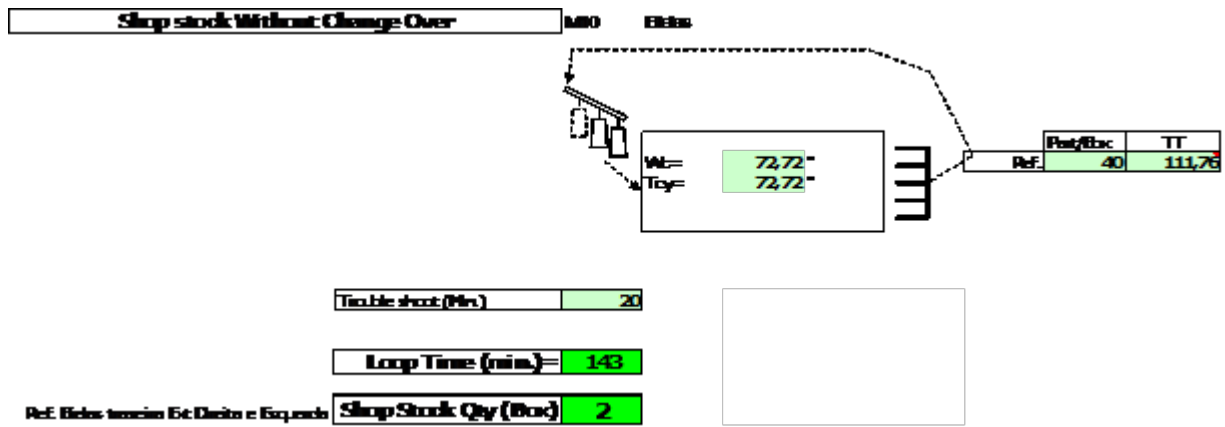 Shop stock Without Change Over
Part/Box TT
Ref. 40 111,76
Wt= 72,72 "
Tcy= 72,72 "
Trouble shoot (Min.) 20
Loop Time (min.)= 143
Shop Stock Qty (Box) 2